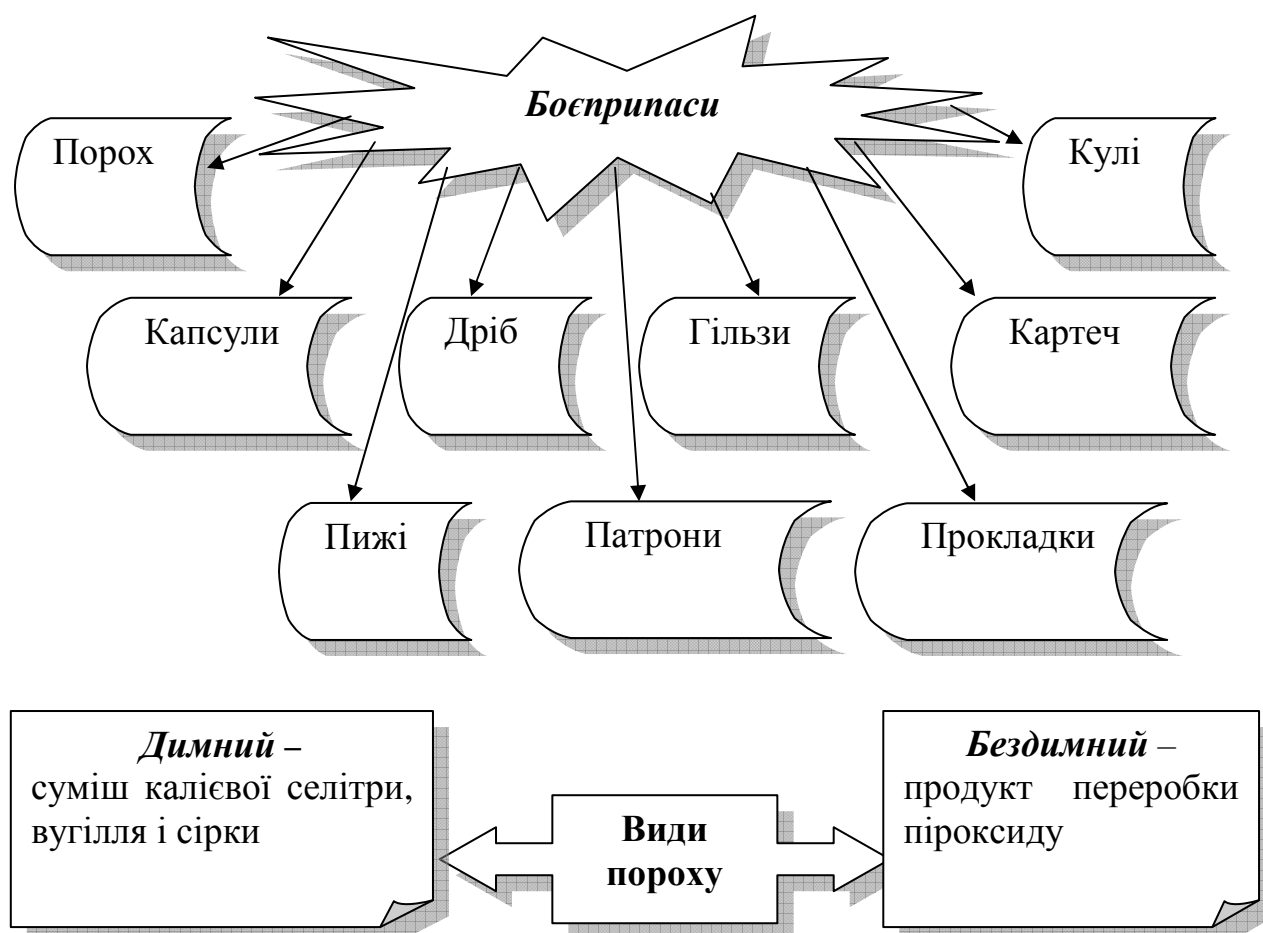 Боєприпаси
Порох
Кулі
Капсули
Дріб
Гільзи
Картеч
Пижі
Патрони
Прокладки
Димний –
суміш калієвої селітри,
вугілля і сірки
Види
пороху
Бездимний –
продукт переробки
піроксиду